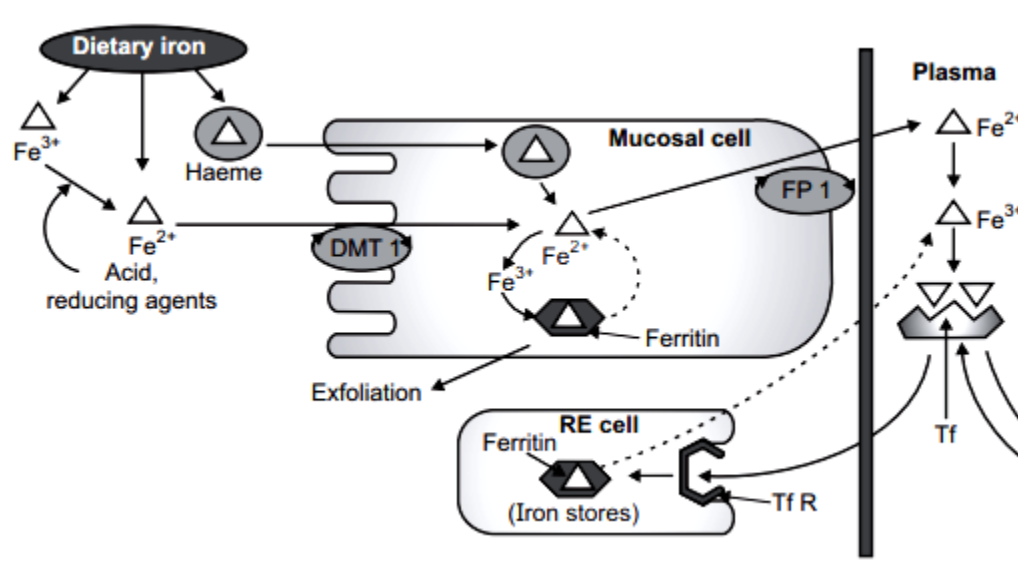 Dietary iron
Plasma
Fe3+
Haeme
Mucosal cell
Fe2+
FP 1
Fe2+
DMT 1
Fe2+
Fe3+
Fe3+
Acid,
reducing agents
Ferritin
Exfoliation
RE cell
Ferritin
Tf
(Iron stores)
Tf R